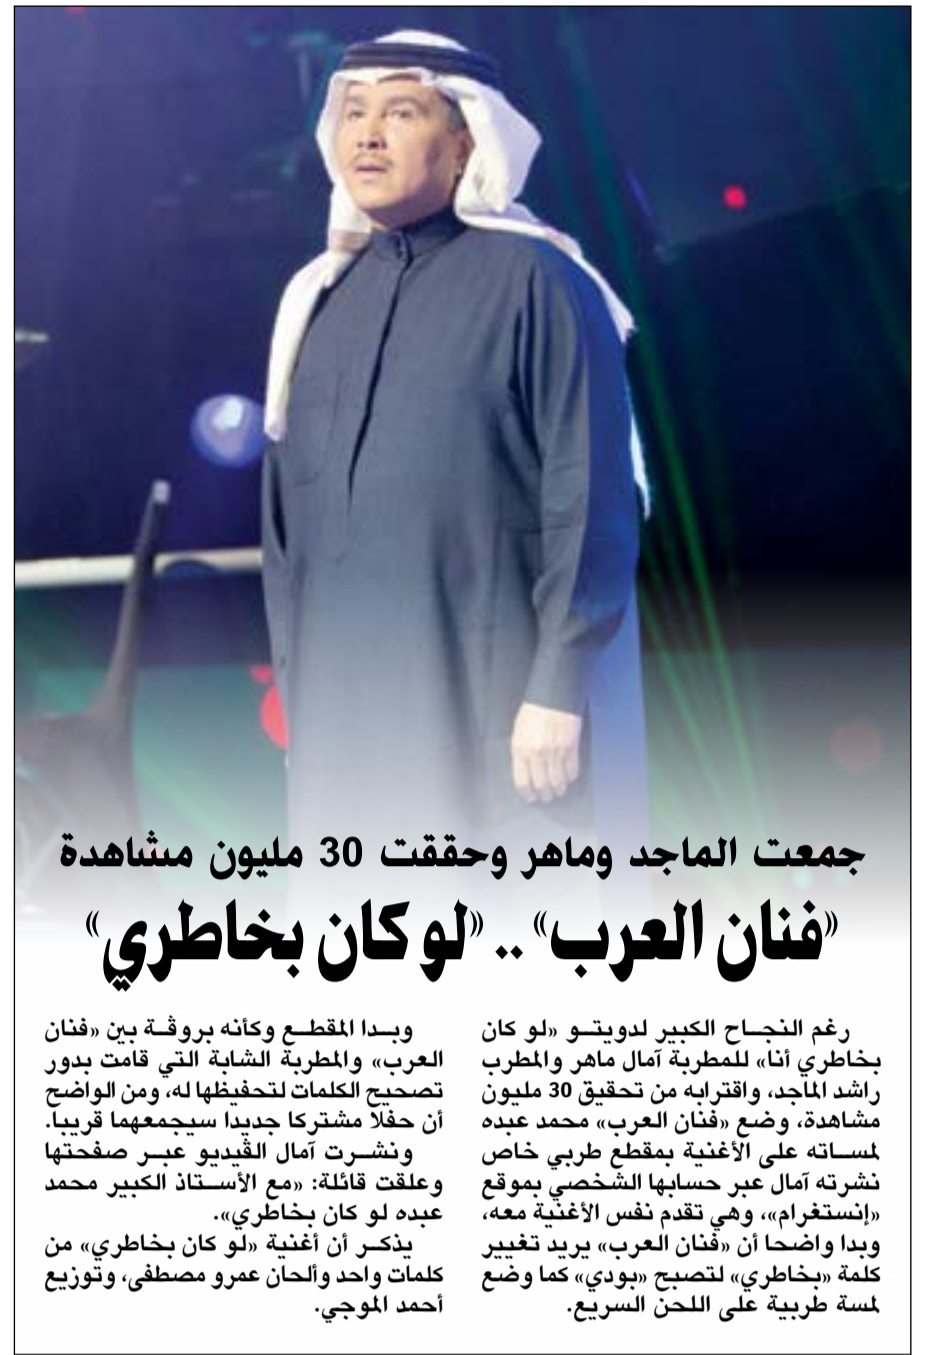 جمعت الماجد وماهر وحققت 30 مليون مشاهدة
«فنان العرب».. «لو كان بخاطري»
رغم النجاح الكبير لدويتو «لو كان
بخاطري أنا» للمطربة آمال ماهر والمطرب
راشد الماجد، واقترابه من تحقيق 30 مليون
مشاهدة، وضع «فنان العرب» محمد عبده
لمساته على الأغنية بمقطع طربي خاص
نشرته آمال عبر حسابها الشخصي بموقع
«إنستغرام»، وهي تقدم نفس الأغنية معه،
وبدا واضحا أن «فنان العرب» يريد تغيير
كلمة «بخاطري» لتصبح «بودي» كما وضع
لمسة طربية على اللحن السريع.
وبدا المقطع وكأنه بروڤة بين «فنان
العرب» والمطربة الشابة التي قامت بدور
تصحيح الكلمات لتحفيظها له، ومن الواضح
أن حفلا مشتركا جديدا سيجمعهما قريبا.
ونشرت آمال الڤيديو عبر صفحتها
وعلقت قائلة: «مع الأستاذ الكبير محمد
عبده لو كان بخاطري».
يذكر أن أغنية «لو كان بخاطري» من
كلمات واحد وألحان عمرو مصطفى، وتوزيع
أحمد الموجي.